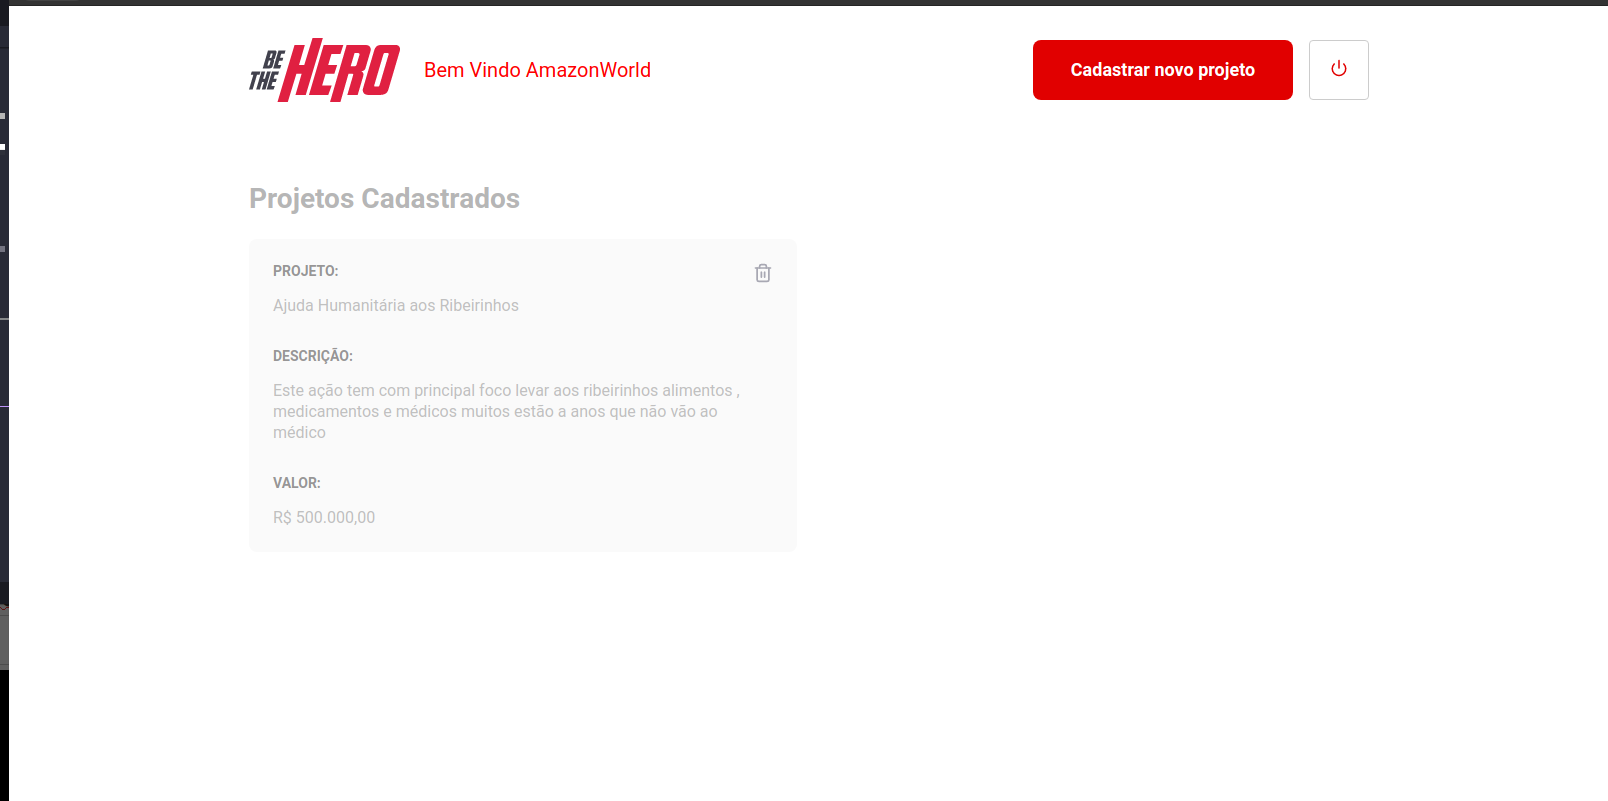 BE
THE HERO
Bem Vindo AmazonWorld
Cadastrar novo projeto
Projetos Cadastrados
PROJETO:
Ajuda Humanitária aos Ribeirinhos
DESCRIÇÃO:
Este ação tem com principal foco levar aos ribeirinhos alimentos ,
medicamentos e médicos muitos estão a anos que não vão ao
médico
VALOR:
R$ 500.000,00